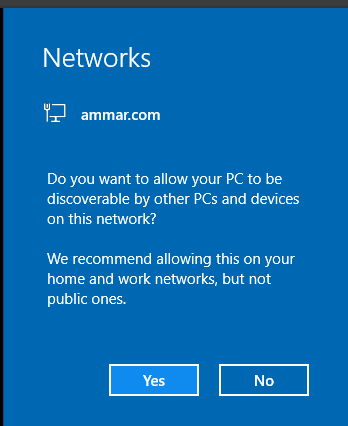 Networks
ammar.com
Do you want to allow your PC to be
discoverable by other PCs and devices
on this network?
We recommend allowing this on your
home and work networks, but not
public ones.
Yes
No